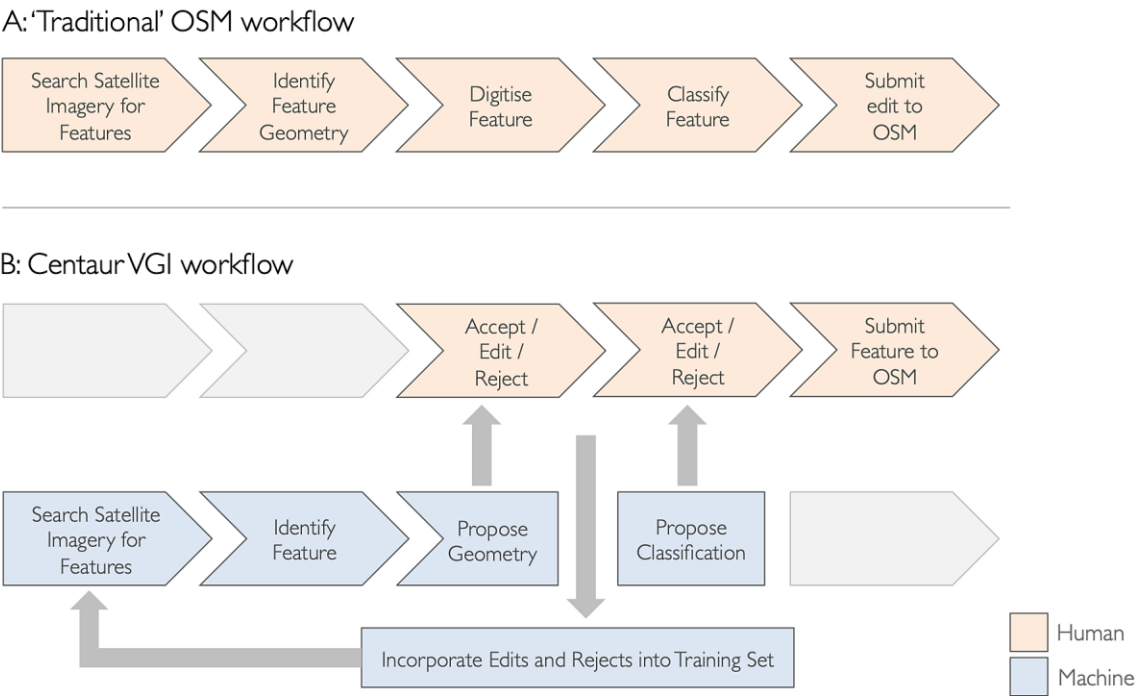 A: ‘Traditional’ OSM workflow
Search Satellite
Imagery for
Features
Identify
Feature
Geometry
Digitise
Feature
Classify
Feature
Submit
edit to
OSM
B: Centaur VGI workflow
Accept /
Edit /
Reject
Accept /
Edit /
Reject
Submit
Feature to
OSM
Search Satellite
Imagery for
Features
Identify
Feature
Propose
Geometry
Propose
Classification
Incorporate Edits and Rejects into Training Set
Human
Machine